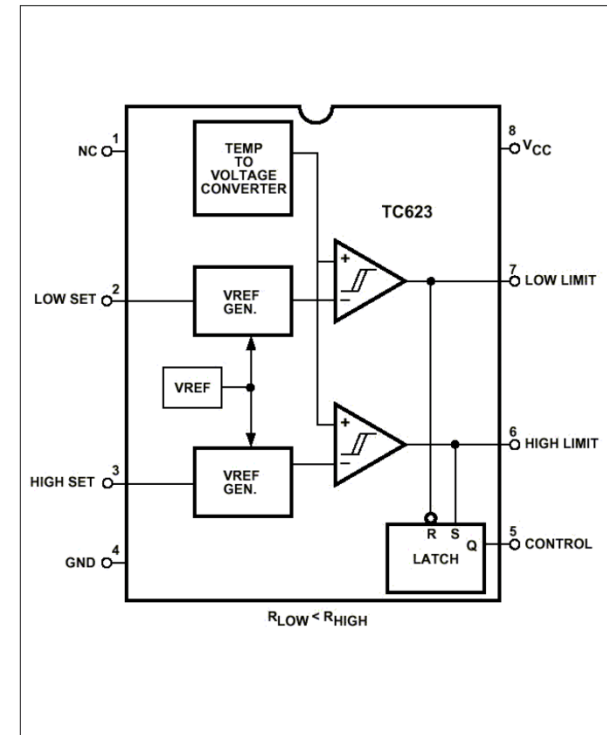 1
NC
TEMP
TO
VOLTAGE
CONVERTER
8
VCC
TC623
+
−
2
LOW SET
VREF
GEN.
7
LOW LIMIT
VREF
+
−
3
HIGH SET
VREF
GEN.
6
HIGH LIMIT
R S
Q
LATCH
5
CONTROL
4
GND
RLOW < RHIGH